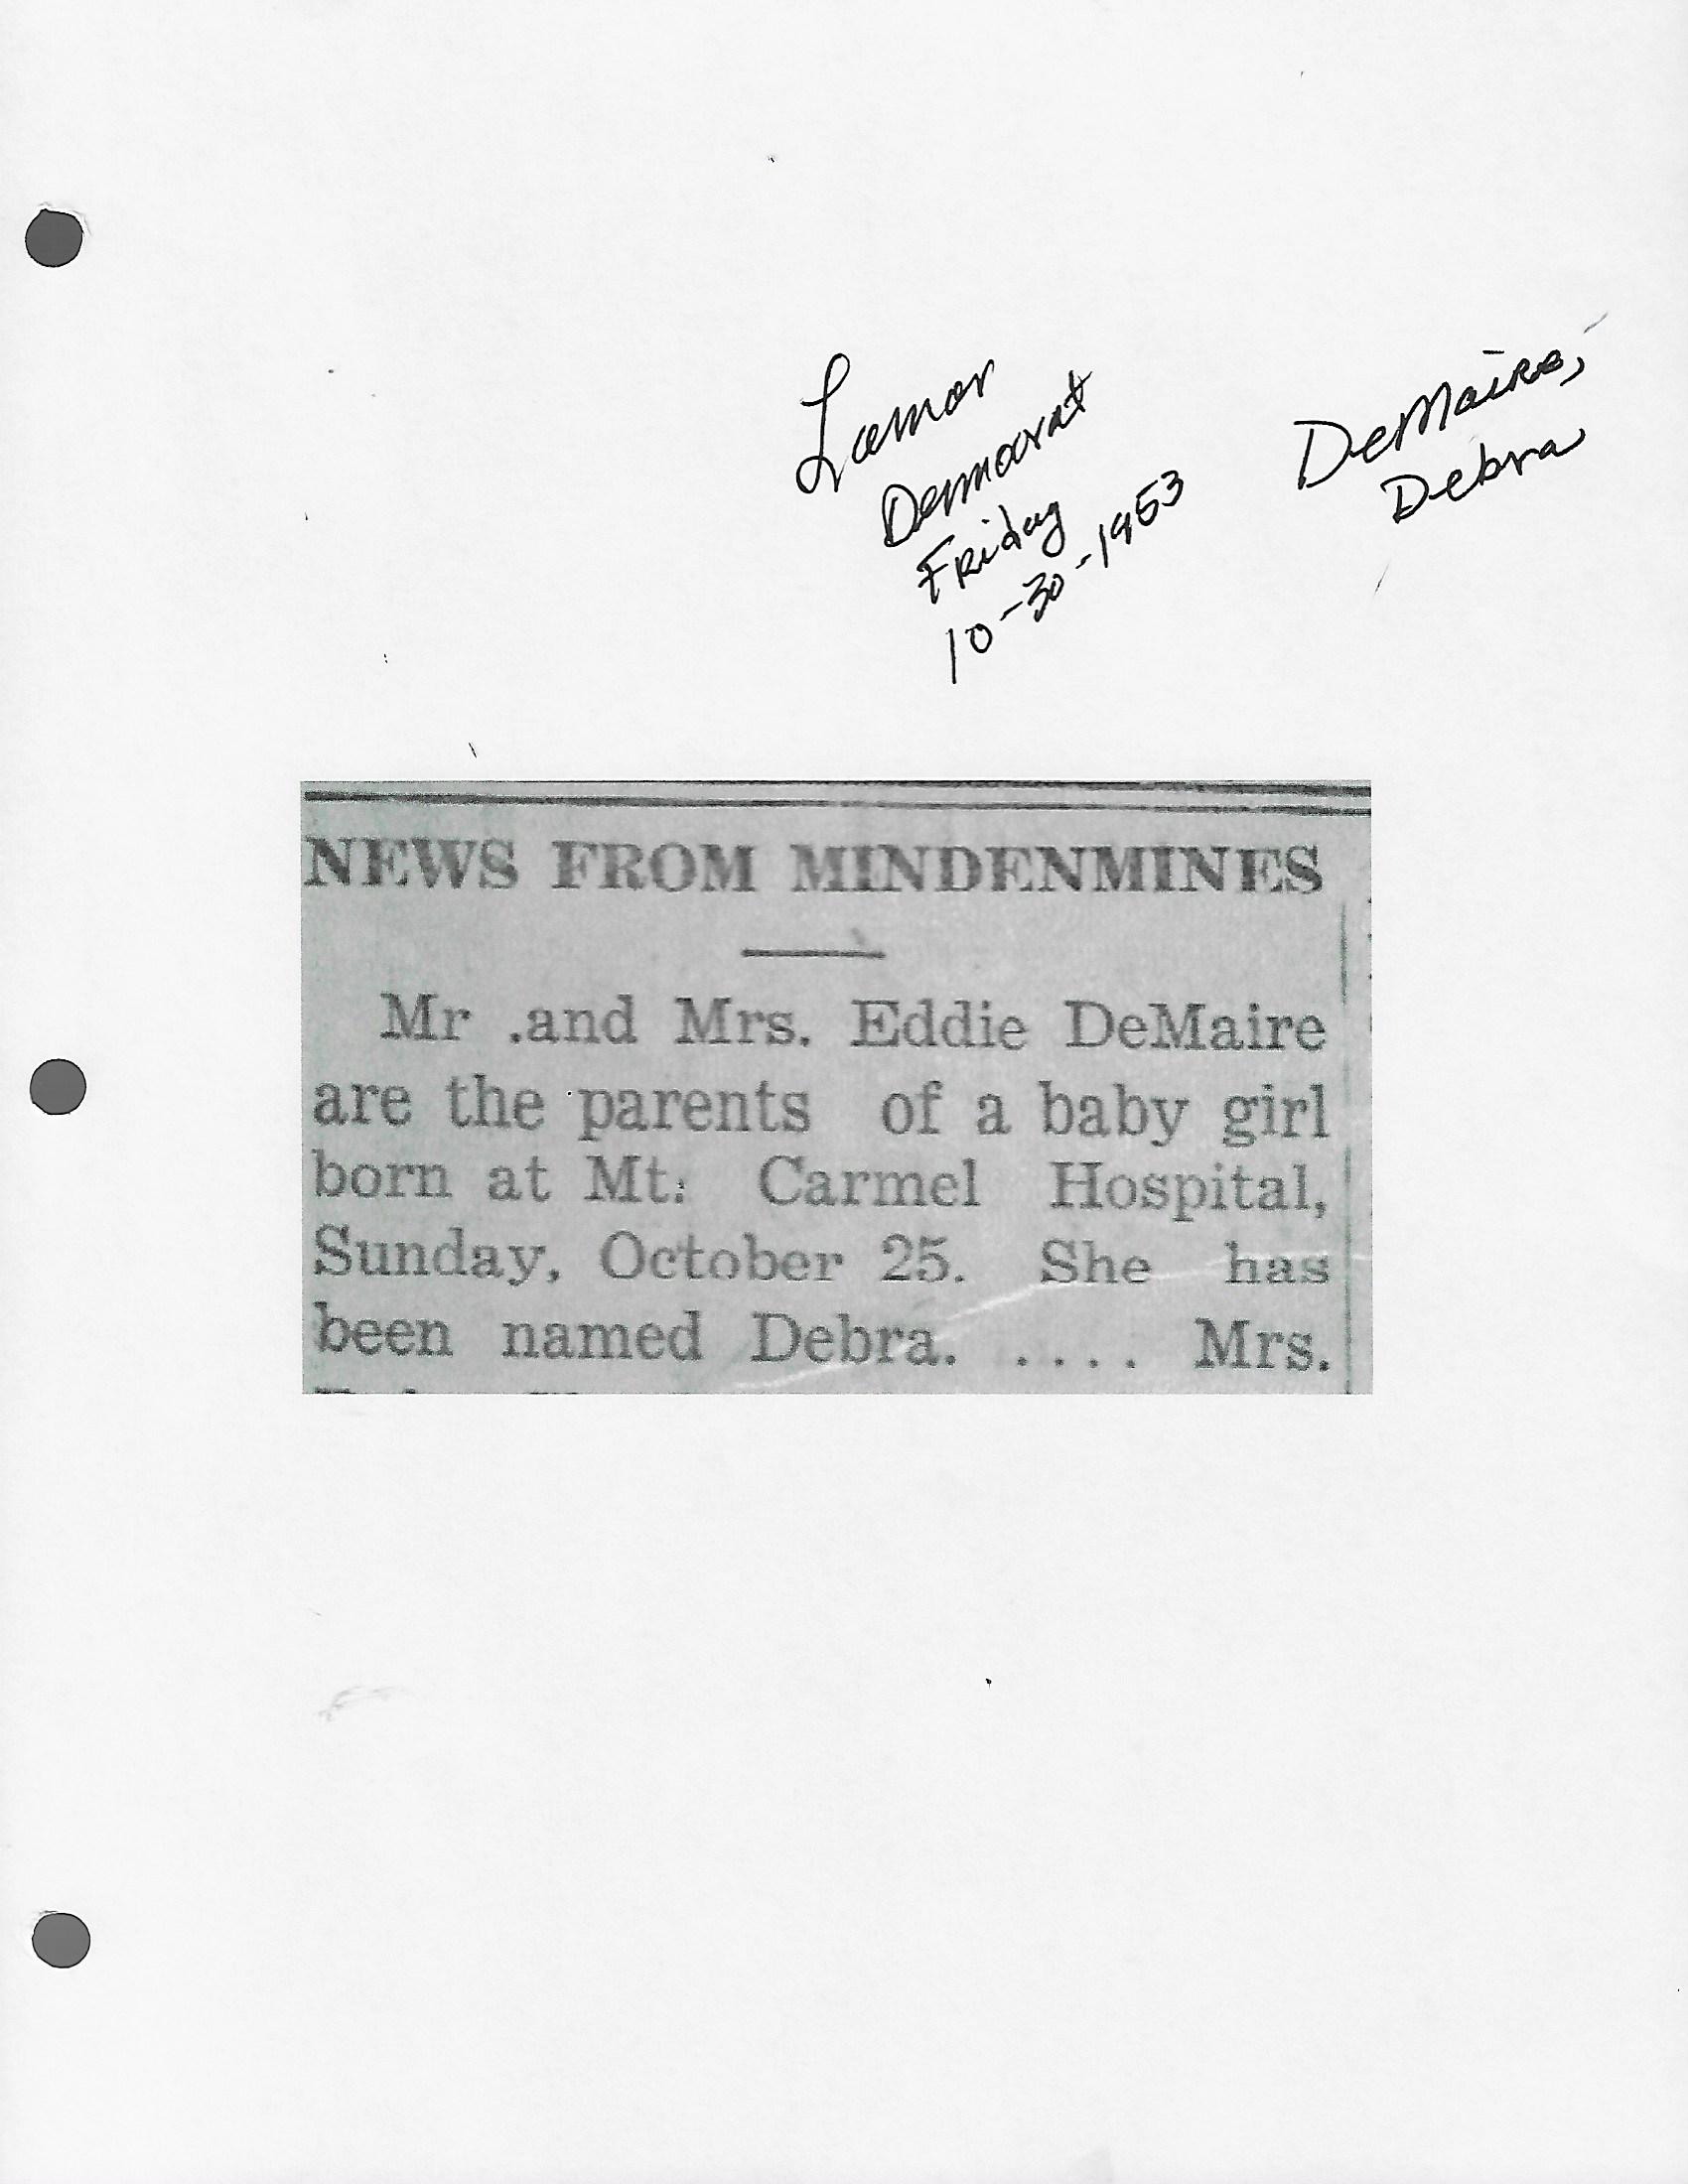 Lamar
Democrat
Friday
10-30-1953
DeMaire,
Debra
NEWS FROM MINDENMINES
Mr .and Mrs. Eddie DeMaire
are the parents of a baby girl
born at Mt. Carmel Hospital,
Sunday, October 25. She has
been named Debra. .... Mrs.